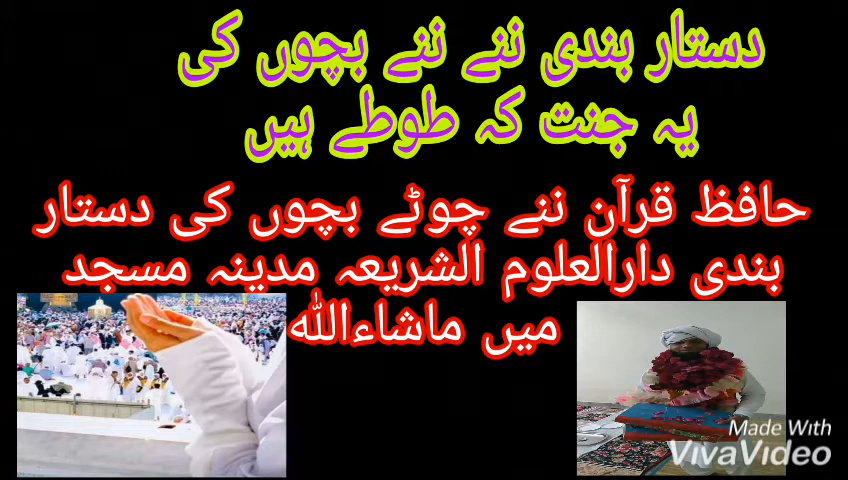 دستار بندی ننے ننے بچوں کی
یہ جنت کہ طوطے ہیں
حافظ قرآن ننے چوٹے بچوں کی دستار
بندی دارالعلوم الشریعہ مدینہ مسجد
میں ماشاءاللہ
Made With
VivaVideo